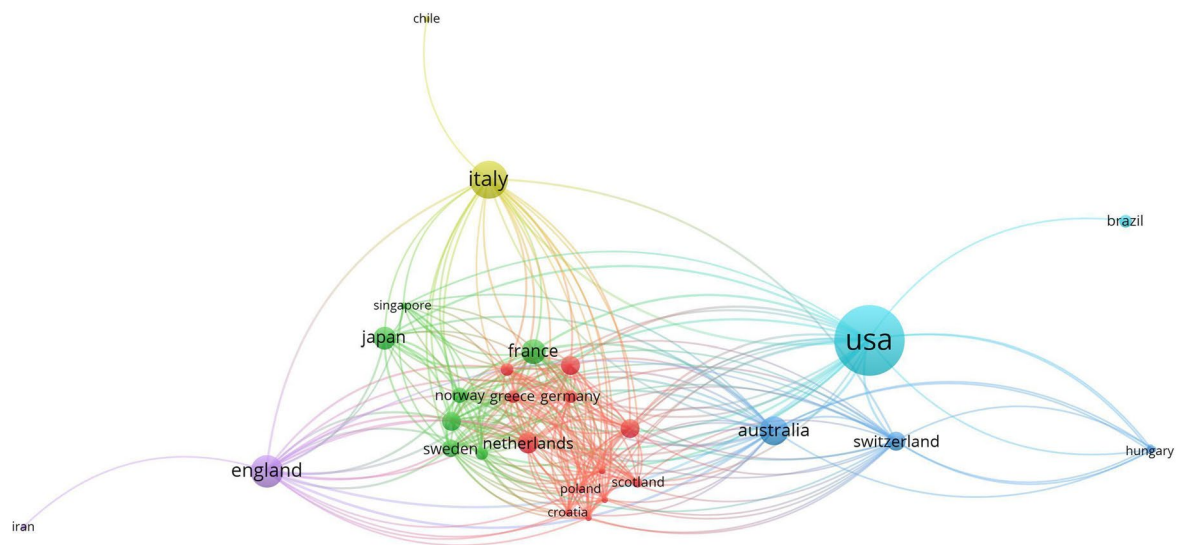 chile
italy
brazil
singapore
japan
usa
france
norway
greece
germany
australia
switzerland
sweden
netherlands
hungary
england
scotland
poland
croatia
iran